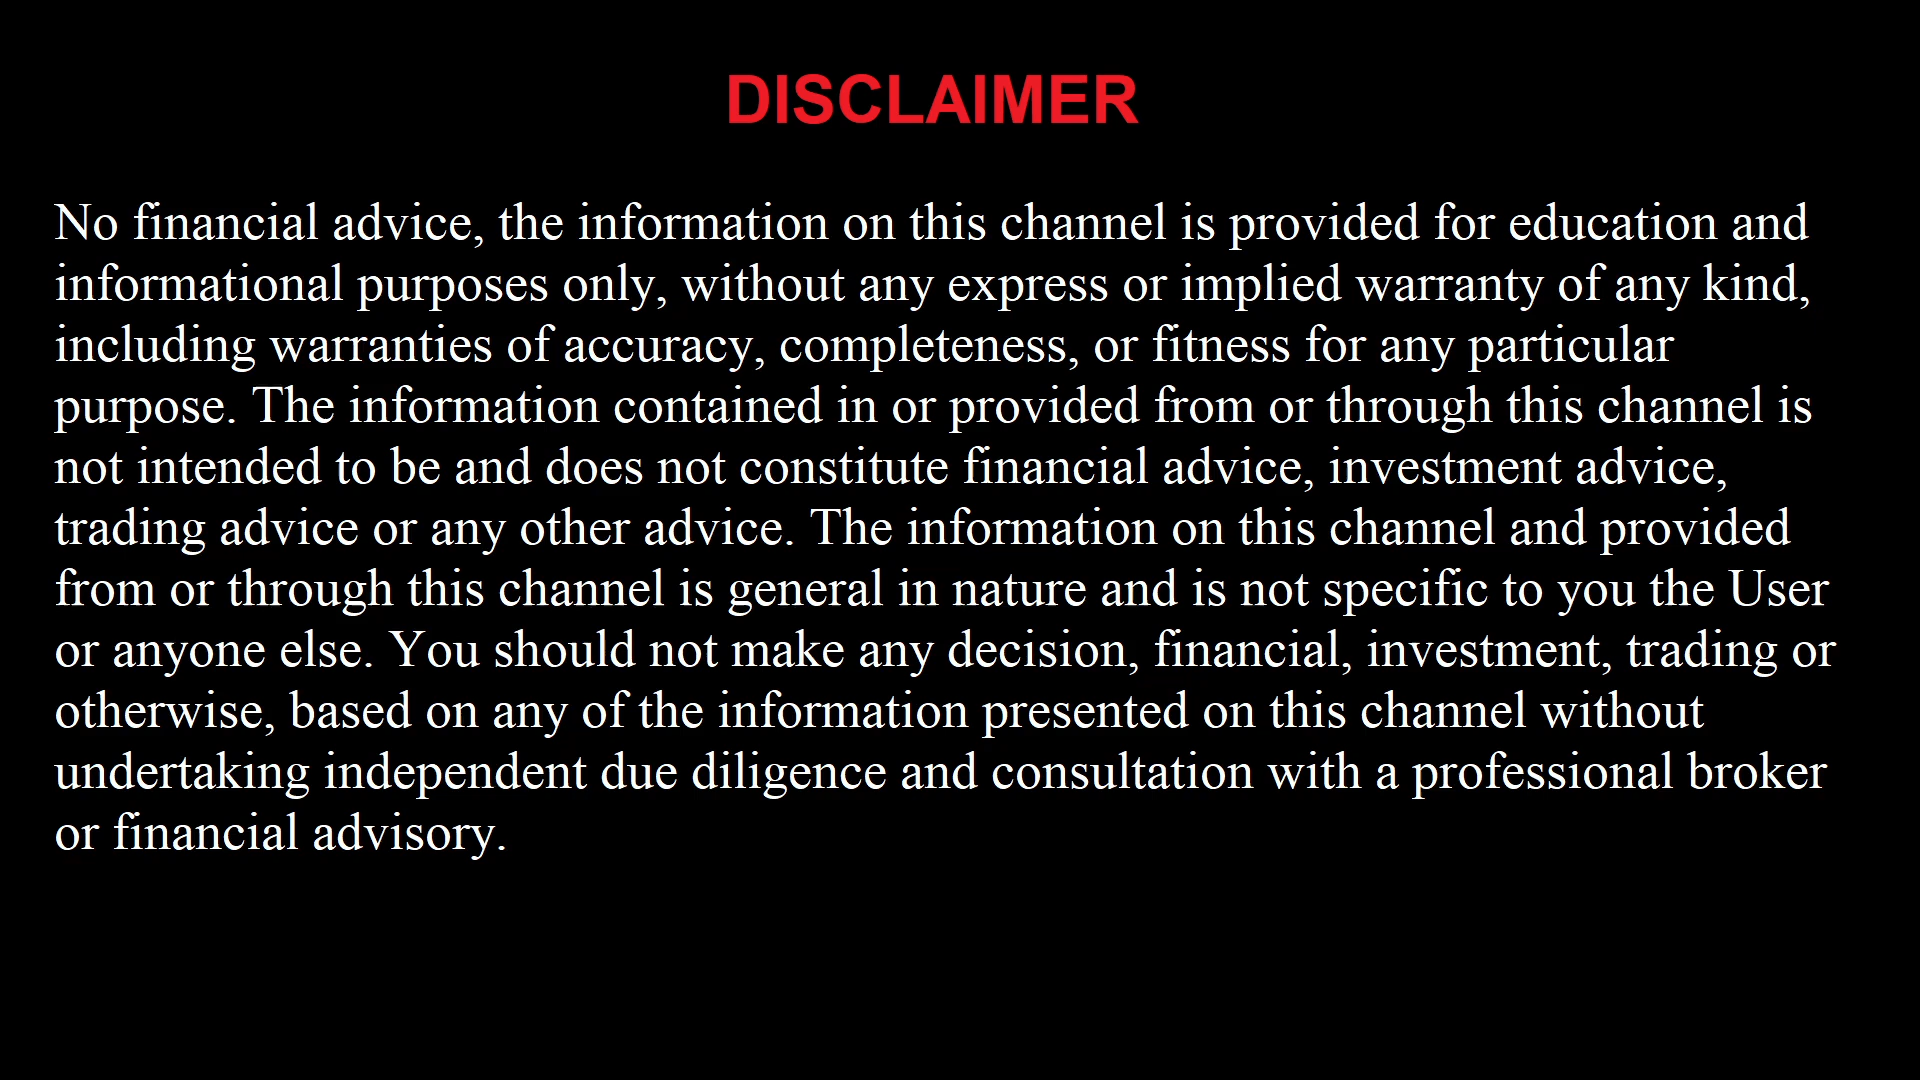 DISCLAIMER
No financial advice, the information on this channel is provided for education and
informational purposes only, without any express or implied warranty of any kind,
including warranties of accuracy, completeness, or fitness for any particular
purpose. The information contained in or provided from or through this channel is
not intended to be and does not constitute financial advice, investment advice,
trading advice or any other advice. The information on this channel and provided
from or through this channel is general in nature and is not specific to you the User
or anyone else. You should not make any decision, financial, investment, trading or
otherwise, based on any of the information presented on this channel without
undertaking independent due diligence and consultation with a professional broker
or financial advisory.